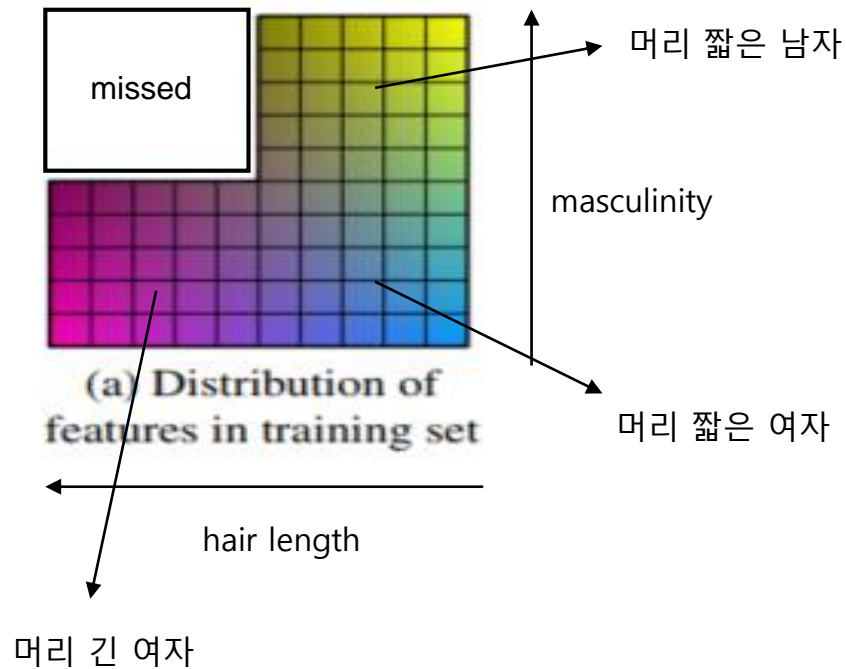 머리 짧은 남자
missed
masculinity
(a) Distribution of
features in training set
머리 짧은 여자
hair length
머리 긴 여자